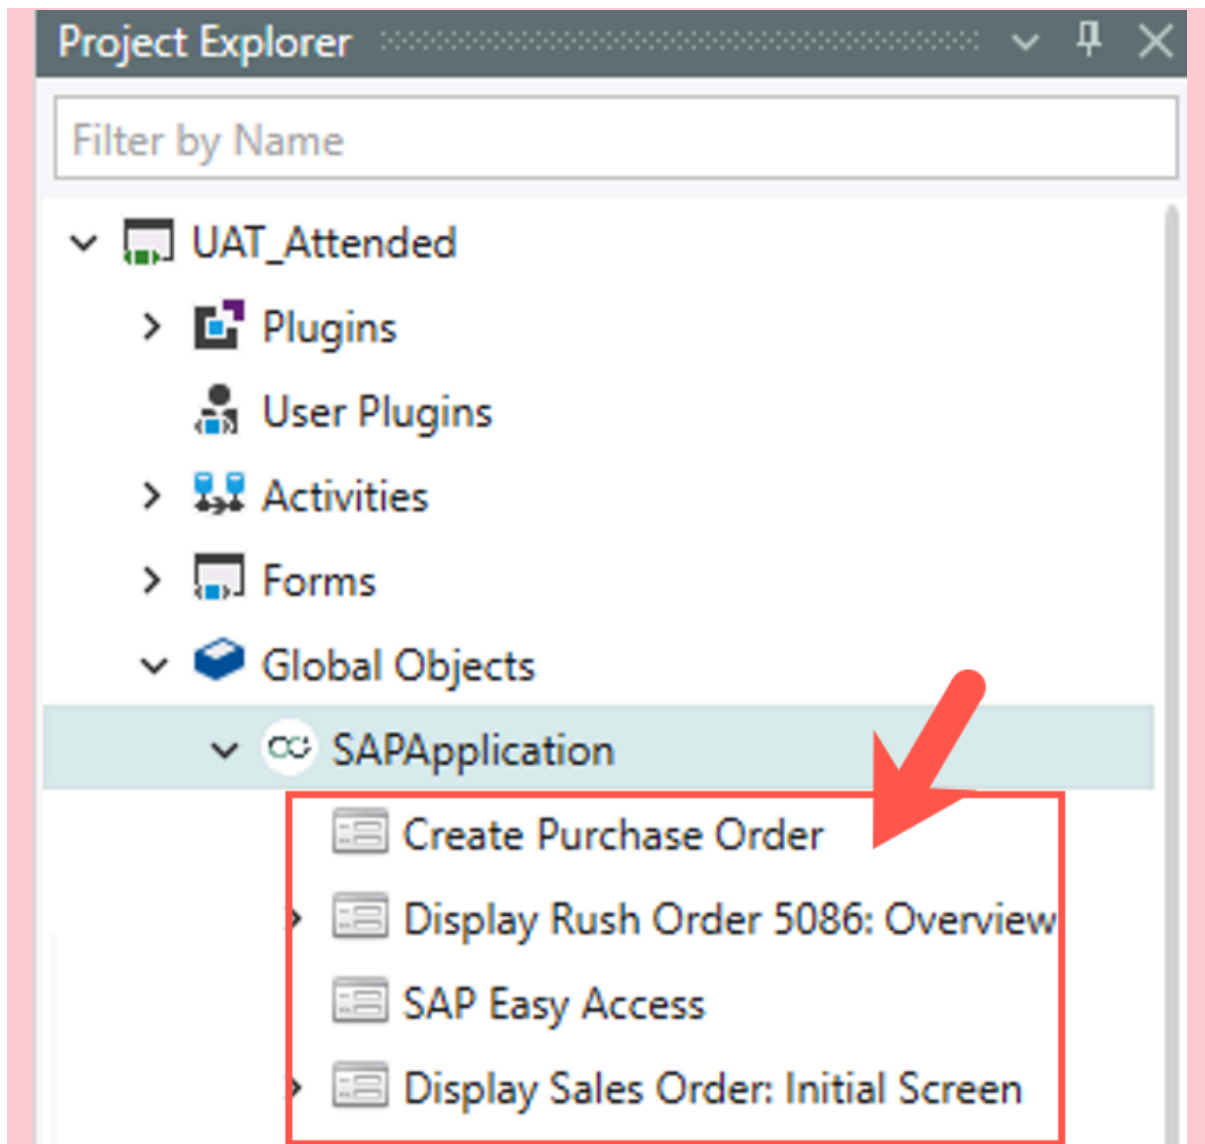 Project Explorer
Filter by Name
UAT_Attended
Plugins
User Plugins
Activities
Forms
Global Objects
SAPApplication
Create Purchase Order
Display Rush Order 5086: Overview
SAP Easy Access
Display Sales Order: Initial Screen